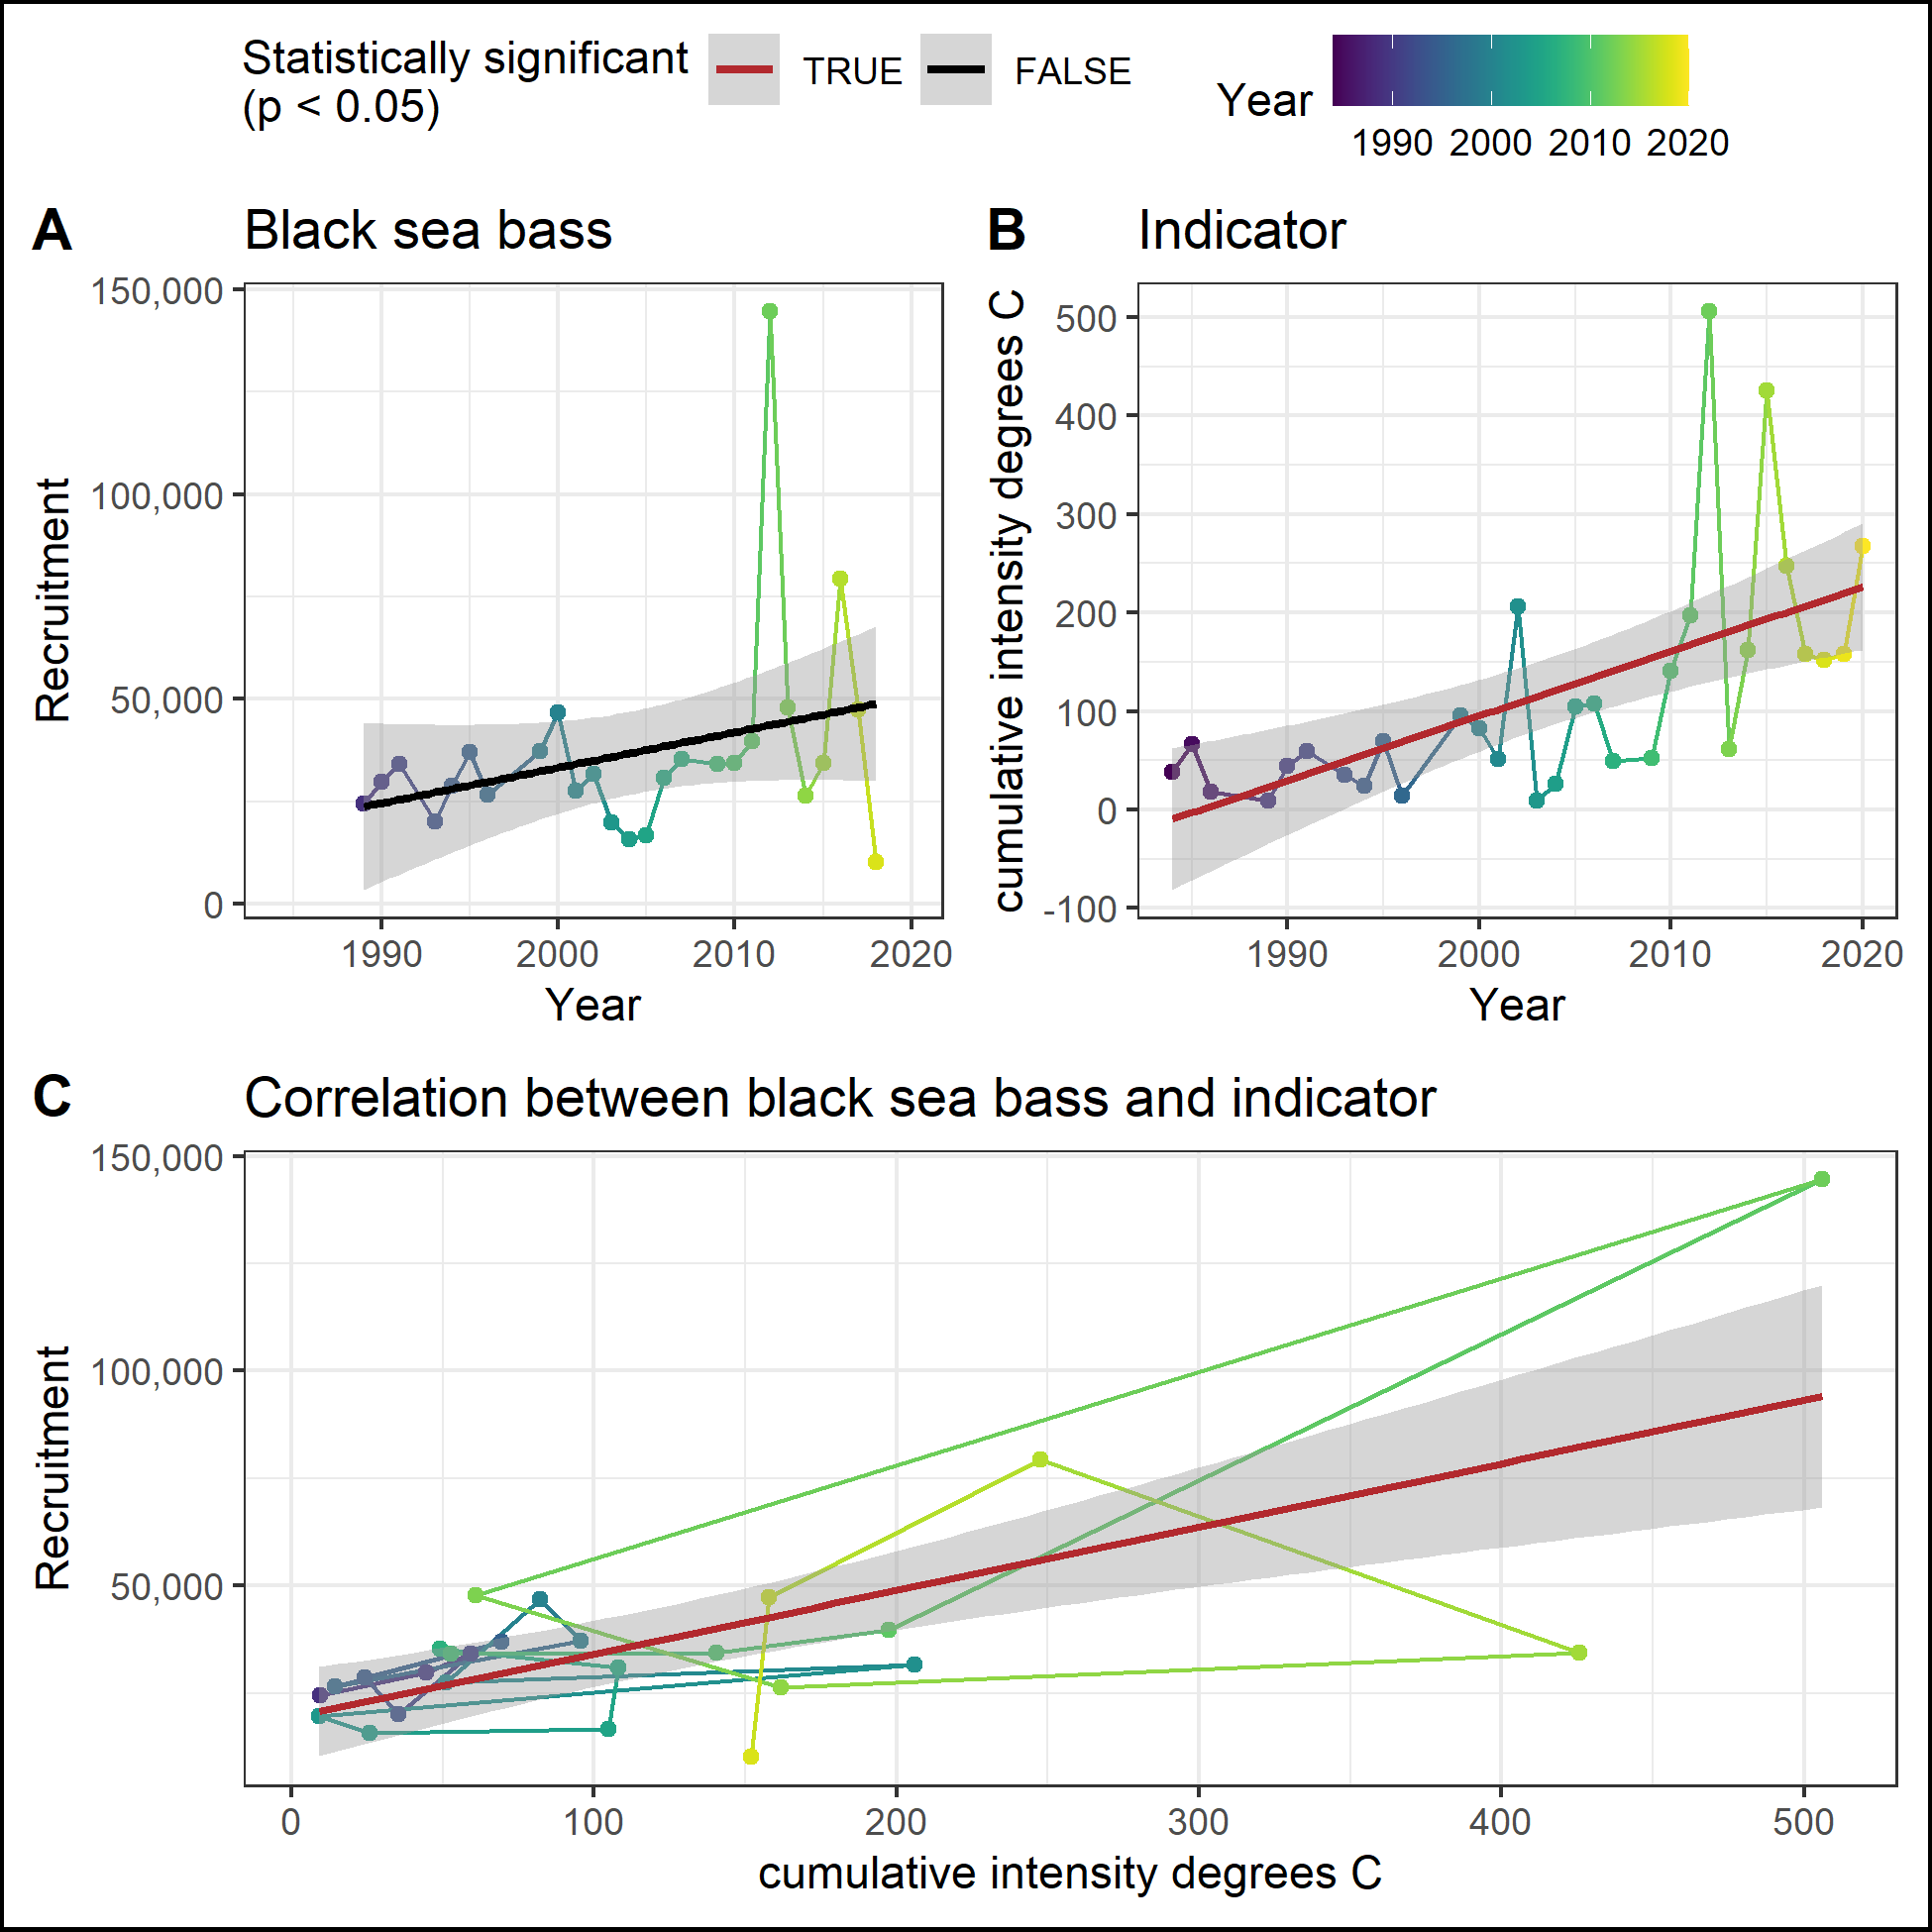 Statistically significant
(p < 0.05)
TRUE
FALSE
Year
1990 2000 2010 2020
A
Black sea bass
150,000
100,000
50,000
0
Recruitment
1990 2000 2010 2020
Year
B
Indicator
500
400
300
200
100
0
-100
cumulative intensity degrees C
1990 2000 2010 2020
Year
C
Correlation between black sea bass and indicator
150,000
100,000
50,000
Recruitment
0 100 200 300 400 500
cumulative intensity degrees C